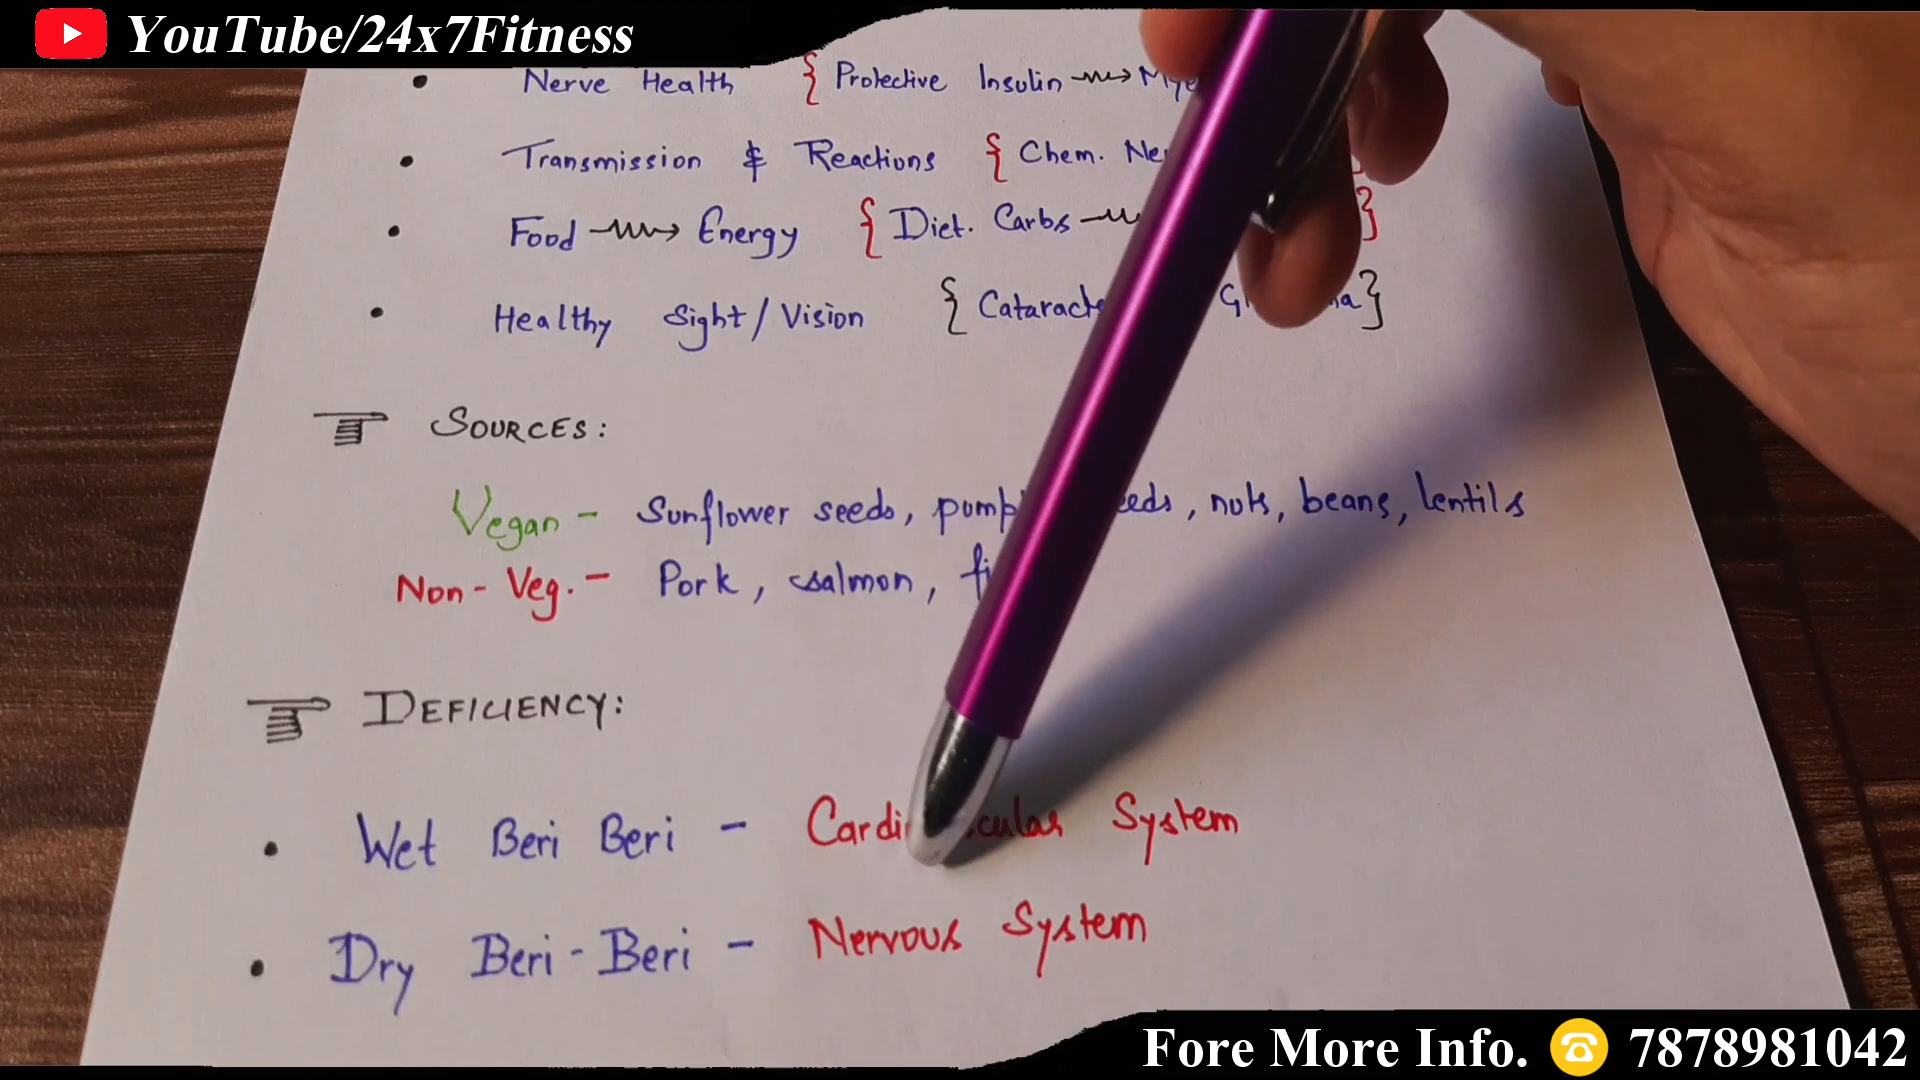 YouTube/24x7Fitness
• Nerve Health { Protective Insulin
• Transmission & Reactions { Chem.
• Food → Energy { Diet. Carbs → }
• Healthy Sight/Vision { }
SOURCES:
Vegan - Sunflower seeds, nuts, beans, lentils
Non-Veg. - Pork, salmon,
DEFICIENCY:
• Wet Beri Beri - System
• Dry Beri-Beri - Nervous System
Fore More Info. 7878981042